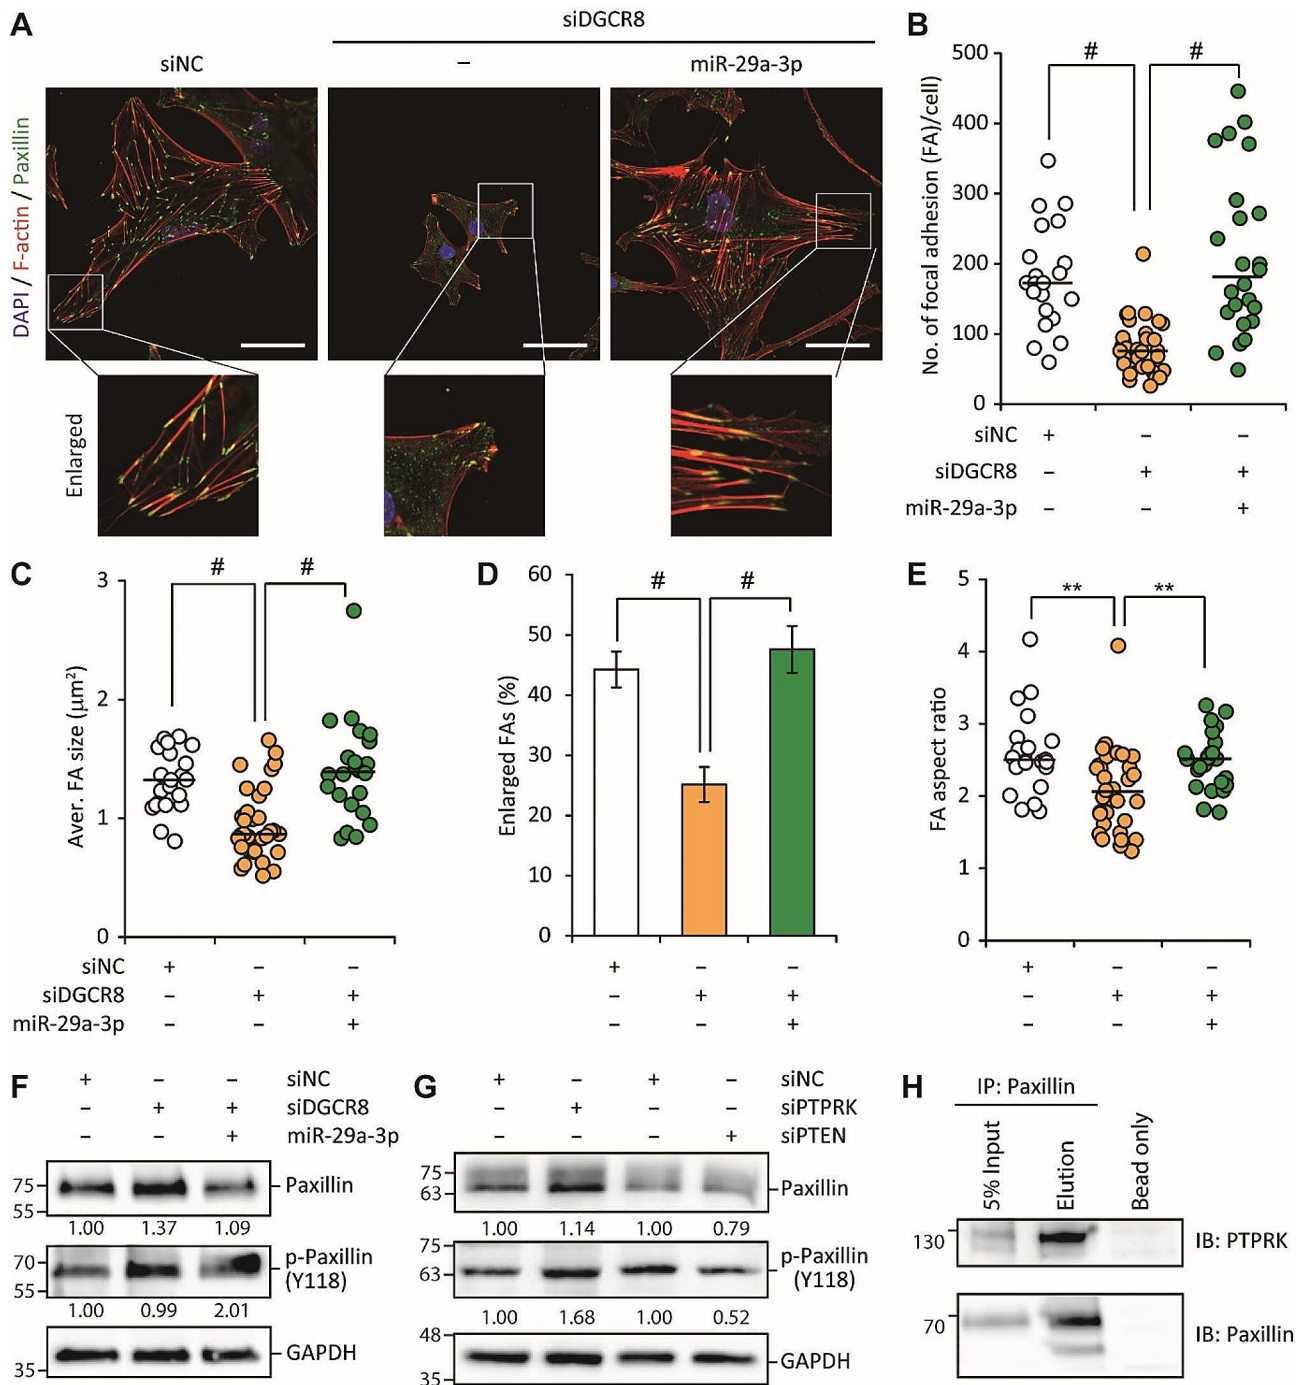 A
siDGCR8
siNC
–
miR-29a-3p
DAPI / F-actin / Paxillin
Enlarged
B
No. of focal adhesion (FA)/cell)
500
400
300
200
100
0
# #
siNC + – –
siDGCR8 – + +
miR-29a-3p – – +
C
Aver. FA size (µm²)
3
2
1
0
# #
siNC + – –
siDGCR8 – + +
miR-29a-3p – – +
D
Enlarged FAs (%)
60
50
40
30
20
10
0
# #
+ – –
– + +
– – +
E
FA aspect ratio
5
4
3
2
1
0
** **
+ – –
– + +
– – +
F
+ – – siNC
– + + siDGCR8
– – + miR-29a-3p
75
55
Paxillin
1.00 1.37 1.09
70
55
p-Paxillin
(Y118)
1.00 0.99 2.01
35
GAPDH
G
+ – + – siNC
– + – – siPTPRK
– – – + siPTEN
75
63
Paxillin
1.00 1.14 1.00 0.79
75
63
p-Paxillin
(Y118)
1.00 1.68 1.00 0.52
48
35
GAPDH
H
IP: Paxillin
5% Input
Elution
Bead only
130
IB: PTPRK
70
IB: Paxillin